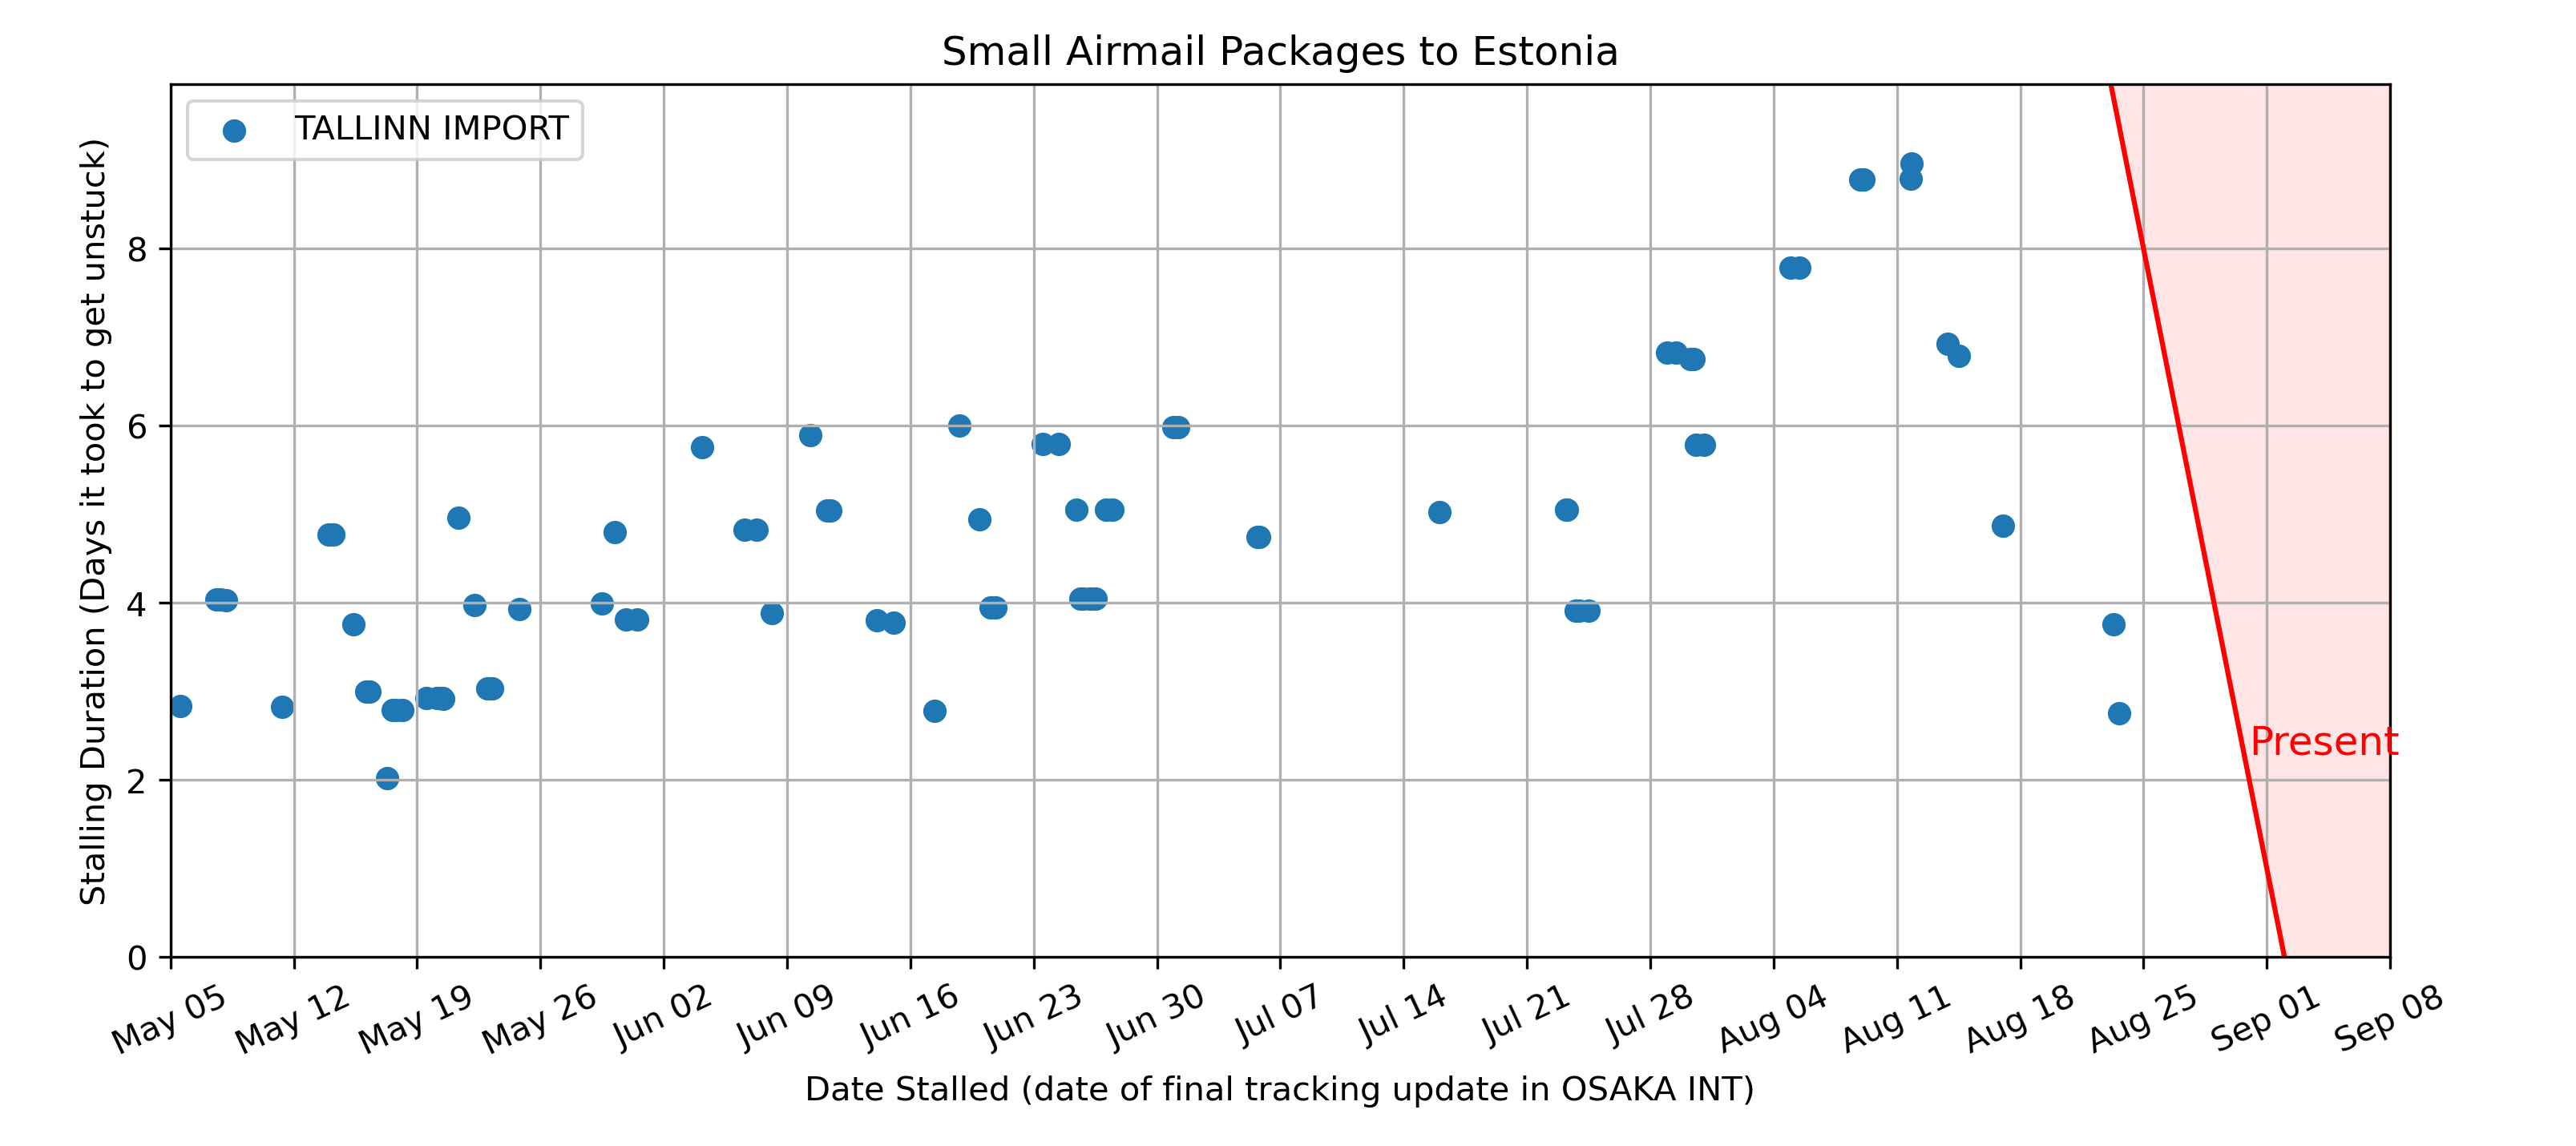 Small Airmail Packages to Estonia
TALLINN IMPORT
Stalling Duration (Days it took to get unstuck)
8
6
4
2
0
Present
May 05
May 12
May 19
May 26
Jun 02
Jun 09
Jun 16
Jun 23
Jun 30
Jul 07
Jul 14
Jul 21
Jul 28
Aug 04
Aug 11
Aug 18
Aug 25
Sep 01
Sep 08
Date Stalled (date of final tracking update in OSAKA INT)